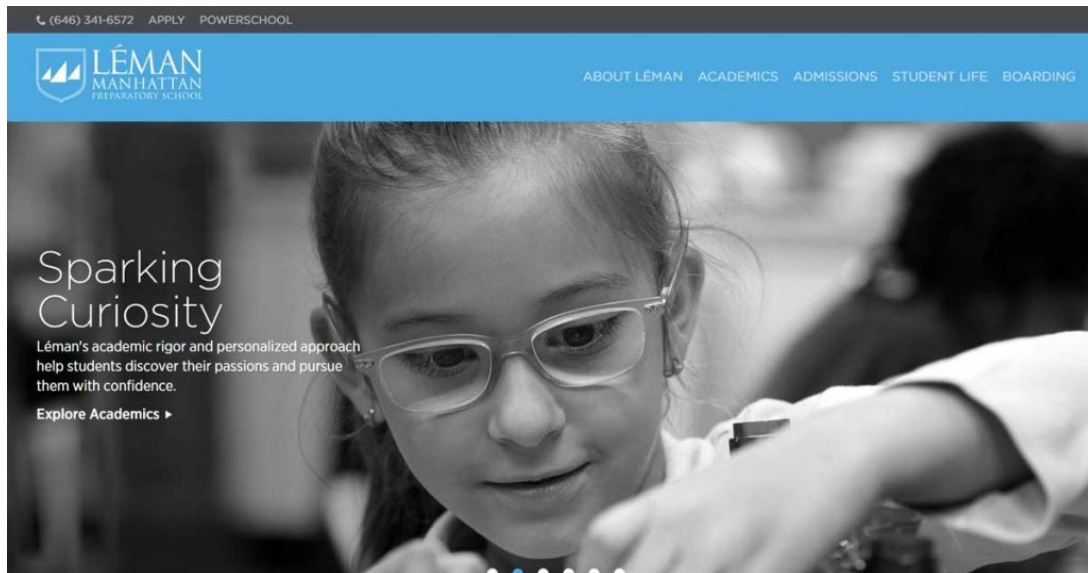 (646) 341-6572 APPLY POWERSCHOOL
LÉMAN
MANHATTAN
PREPARATORY SCHOOL
ABOUT LÉMAN ACADEMICS ADMISSIONS STUDENT LIFE BOARDING
Sparking
Curiosity
Léman's academic rigor and personalized approach
help students discover their passions and pursue
them with confidence.
Explore Academics